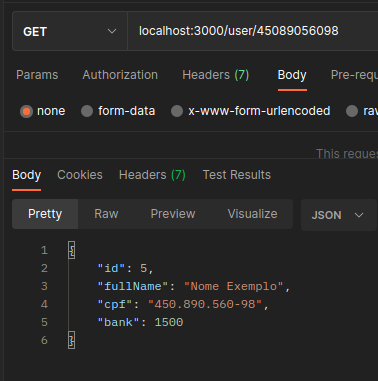 GET localhost:3000/user/45089056098
Params Authorization Headers (7) Body Pre-requ
none form-data x-www-form-urlencoded raw
This reques
Body Cookies Headers (7) Test Results
Pretty Raw Preview Visualize JSON
1 {
2 "id": 5,
3 "fullName": "Nome Exemplo",
4 "cpf": "450.890.560-98",
5 "bank": 1500
6 }